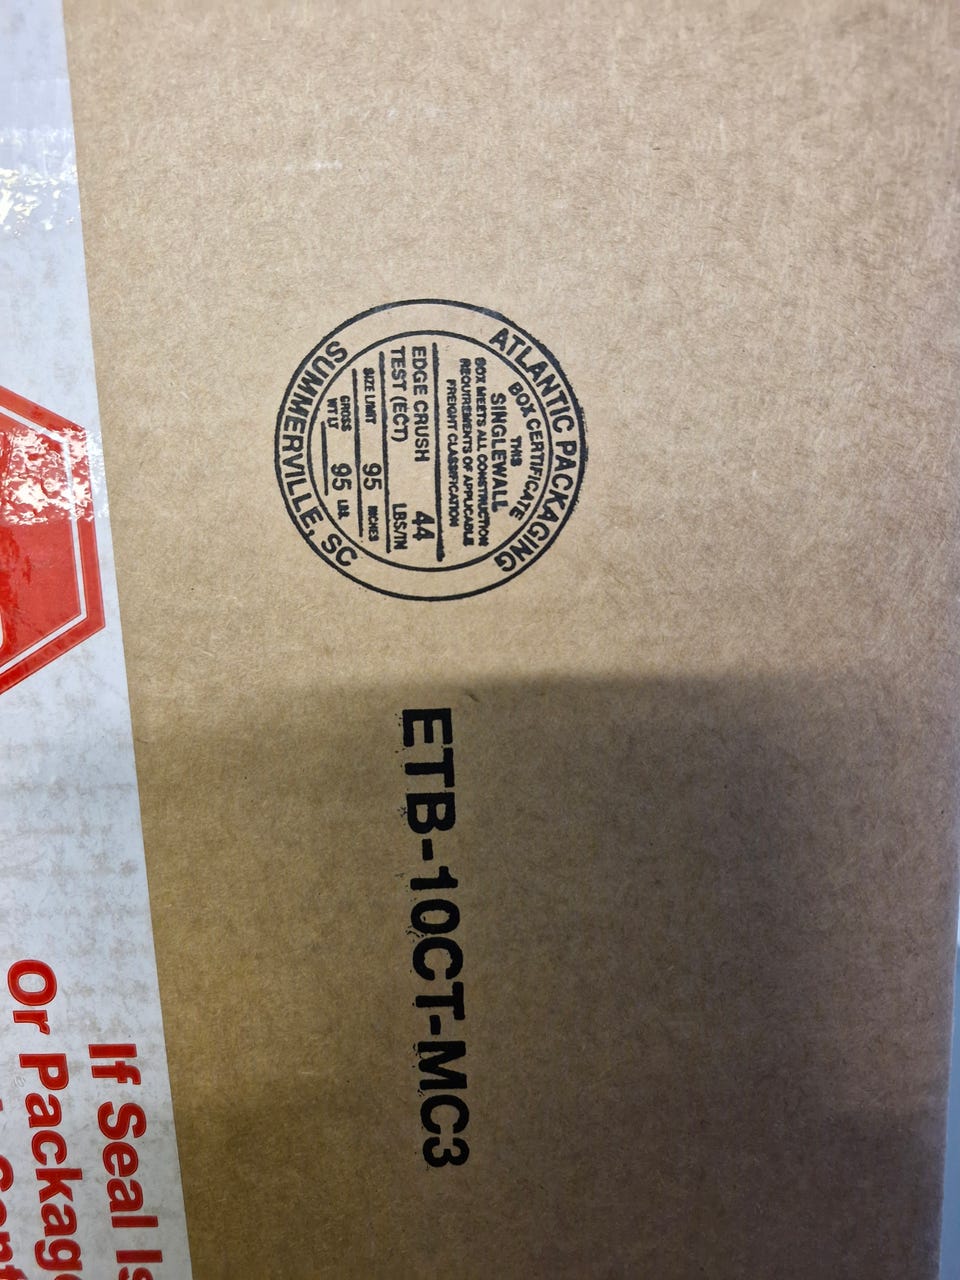 ATLANTIC PACKAGING
BOX CERTIFICATE
THIS
SINGLEWALL
BOX MEETS ALL CONSTRUCTION
REQUIREMENTS OF APPLICABLE
FREIGHT CLASSIFICATION
EDGE CRUSH
TEST (ECT) 44 LBS/IN
SIZE LIMIT 95 INCHES
GROSS
WT LT 95 LBS.
SUMMERVILLE, SC
ETB-10CT-MC3
If Seal Is
or Package